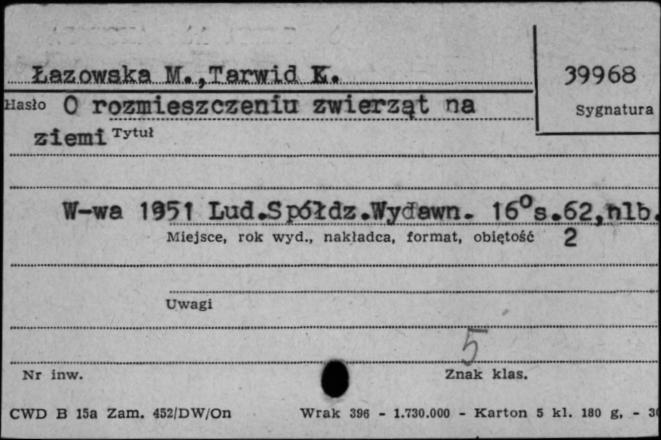 Łazowska M.,Tarwid K. 39968
Hasło O rozmieszczeniu zwierząt na Sygnatura
ziemi Tytuł
W-wa 1951 Lud.Spółdz.Wydawn. 16° s.62,nlb.
Miejsce, rok wyd., nakładca, format, objętość 2
Uwagi
5
Nr inw. Znak klas.
CWD B 15a Zam. 452/DW/On Wrak 396 - 1.730.000 - Karton 5 kl. 180 g. -